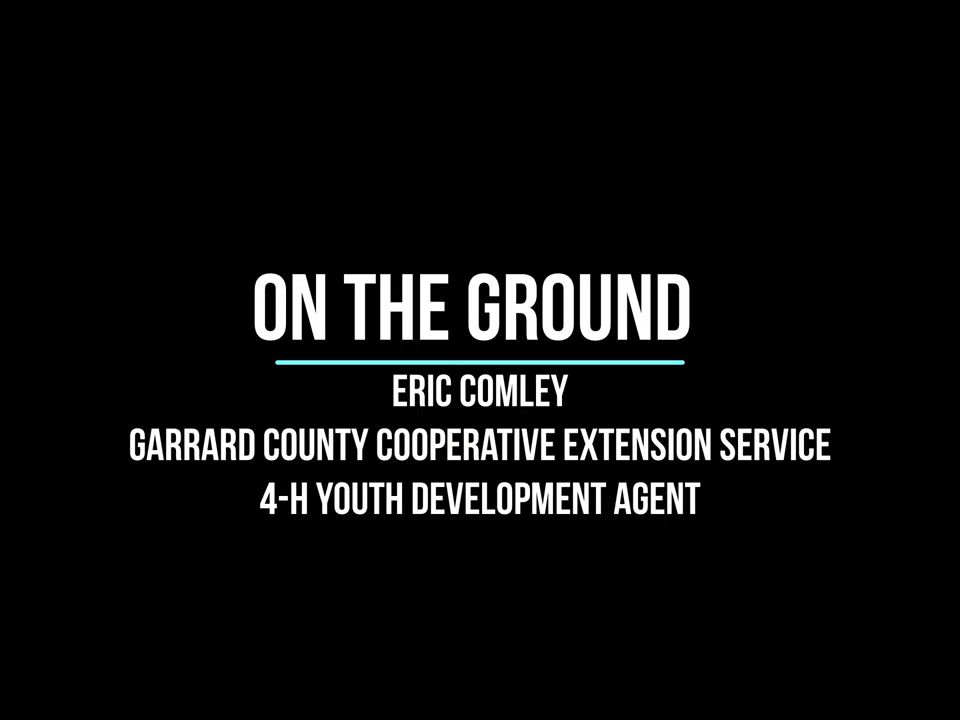 ON THE GROUND
ERIC COMLEY
GARRARD COUNTY COOPERATIVE EXTENSION SERVICE
4-H YOUTH DEVELOPMENT AGENT